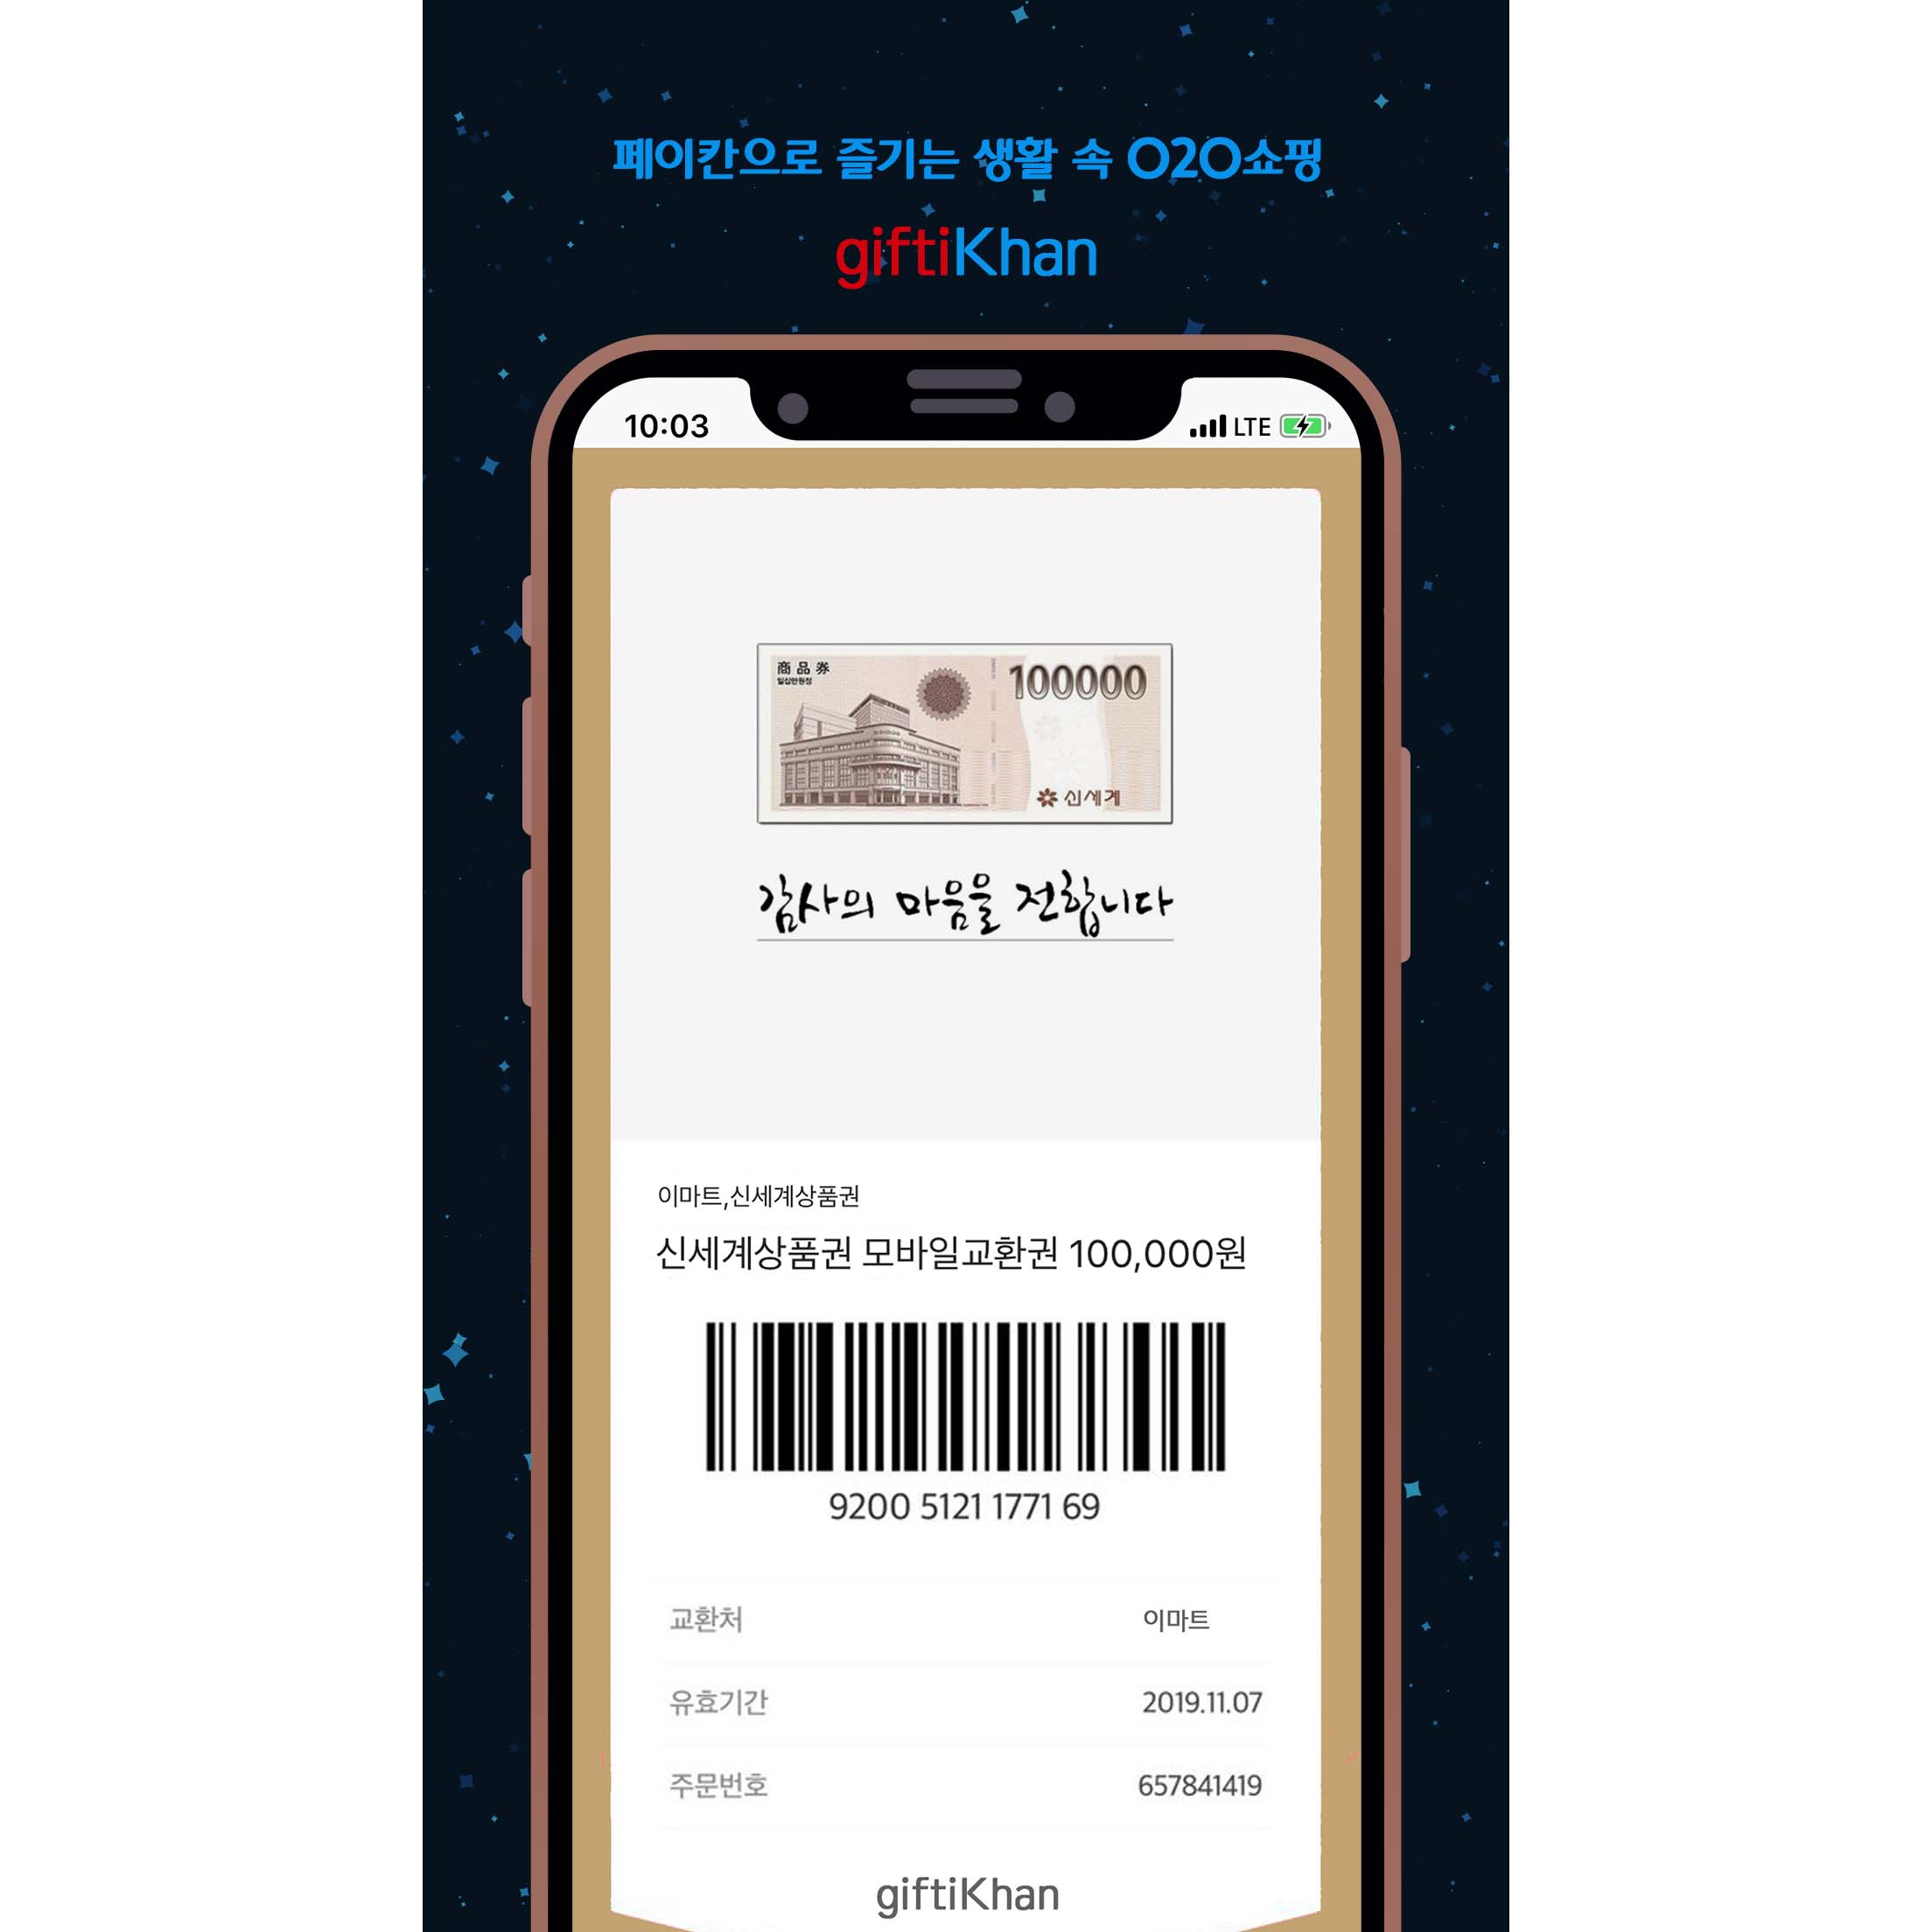 페이칸으로 즐기는 생활 속 O2O쇼핑
giftiKhan
10:03
LTE
商品券
일십만원정
100000
신세계
감사의 마음을 전합니다
이마트,신세계상품권
신세계상품권 모바일교환권 100,000원
9200 5121 1771 69
교환처 이마트
유효기간 2019.11.07
주문번호 657841419
giftiKhan